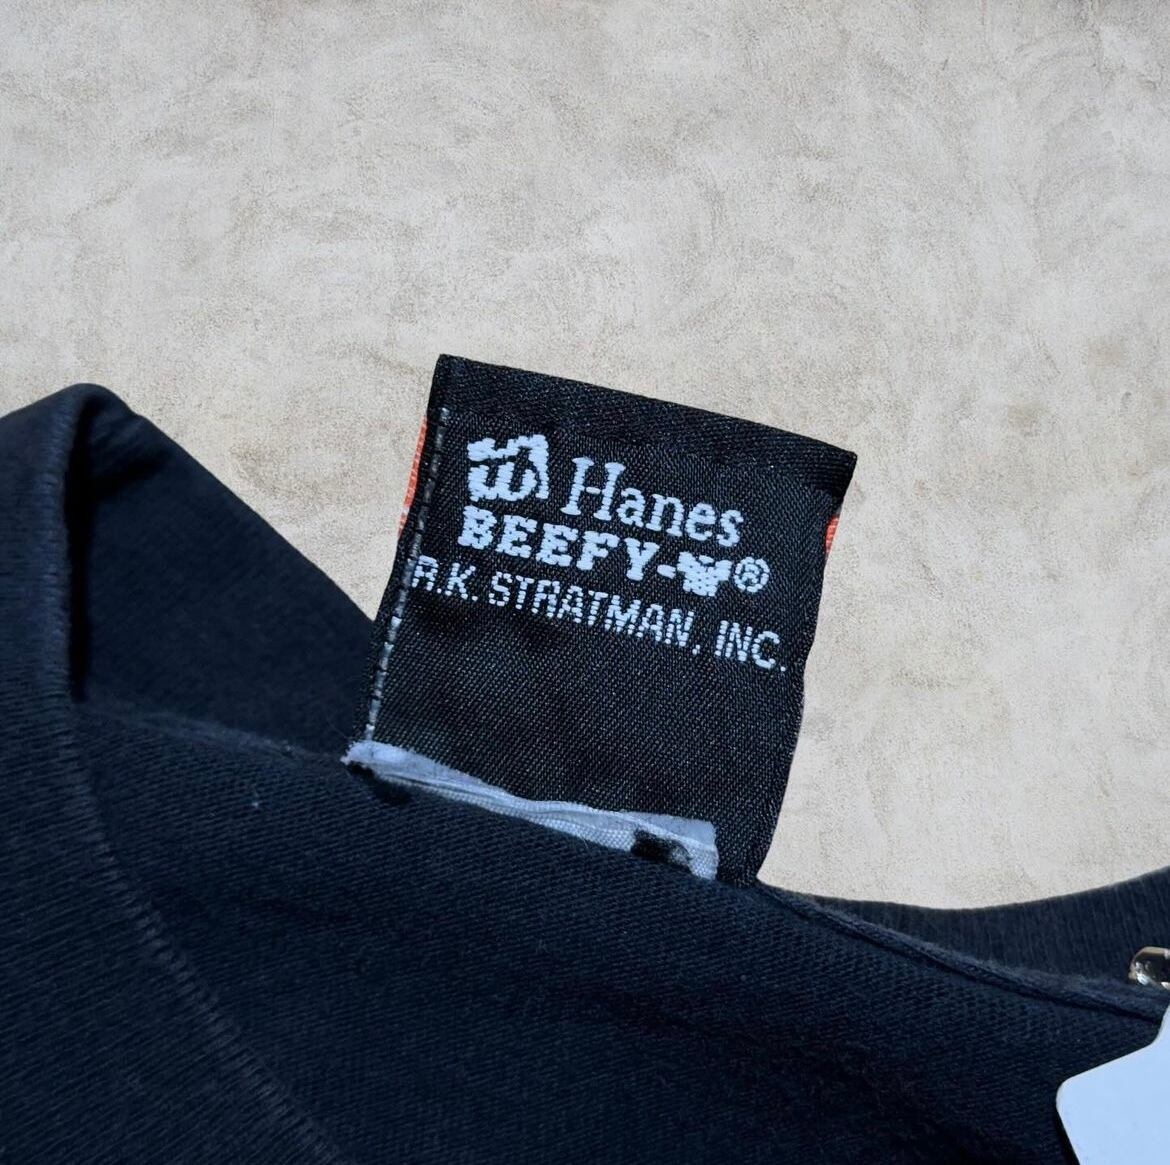 Hanes
BEEFY-T®
R.K. STRATMAN, INC.